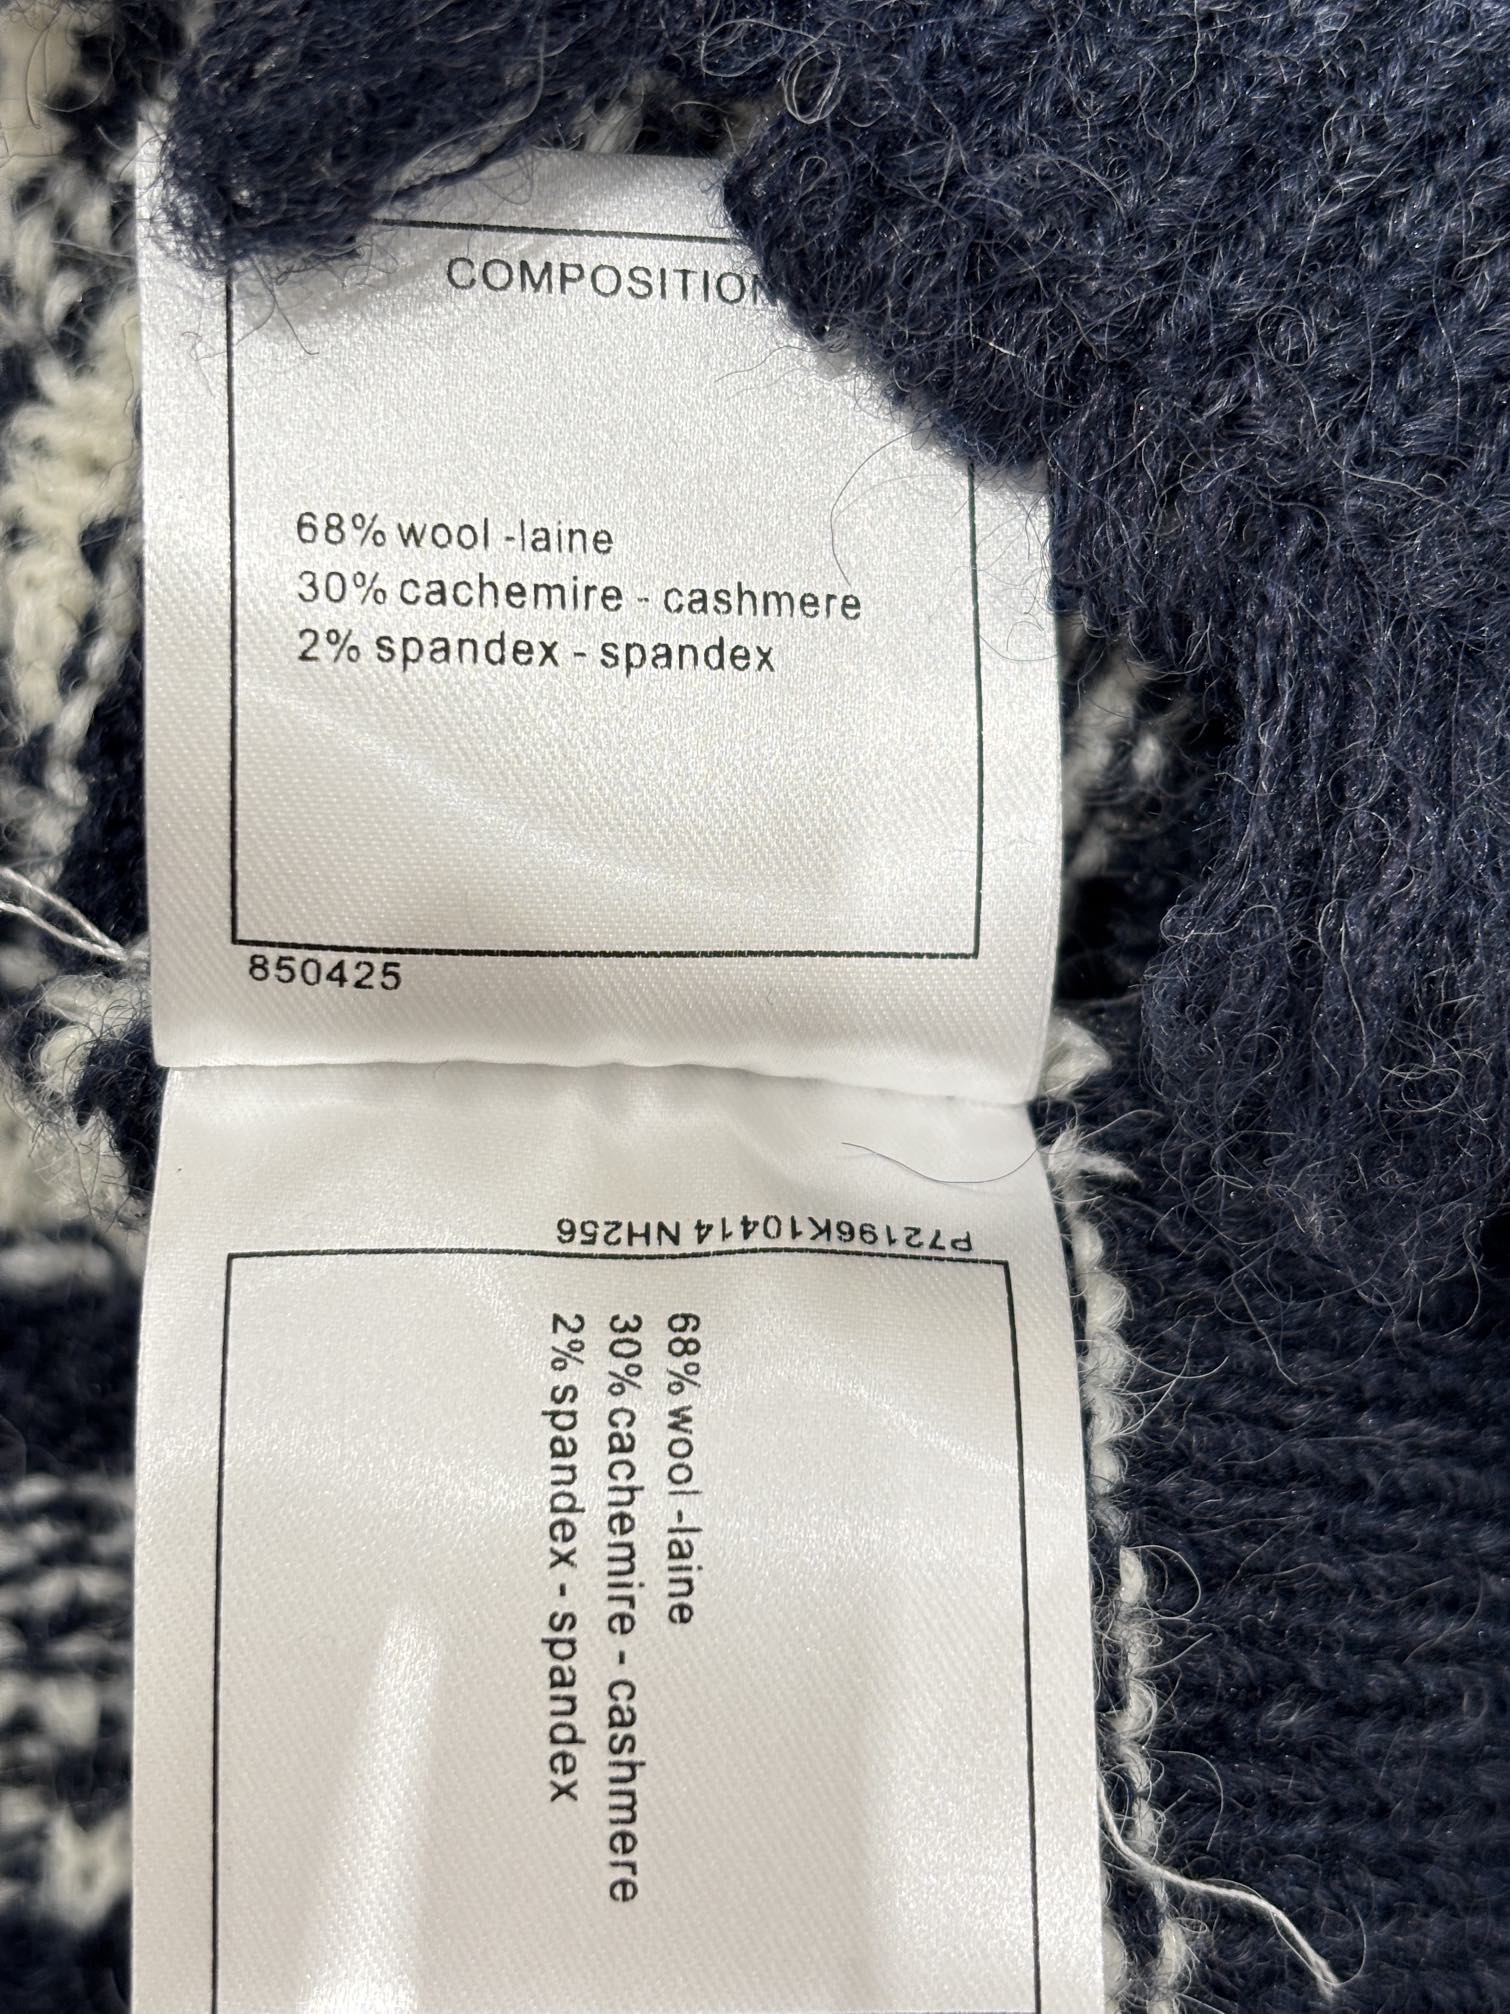 COMPOSITION
68% wool -laine
30% cachemire - cashmere
2% spandex - spandex
850425
P72196K10414 NH256
68% wool -laine
30% cachemire - cashmere
2% spandex - spandex